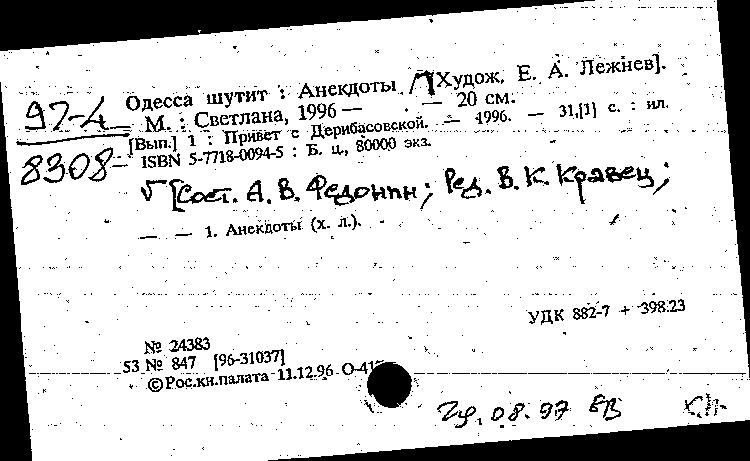 Одесса шутит : Анекдоты / [Худож. Е. А. Лежнев].
97-4
— М. : Светлана, 1996 — . — 20 см.
[Вып.] 1 : Привет с Дерибасовской. — 1996. — 31,[1] с. : ил.
8308-
ISBN 5-7718-0094-5 : Б. ц., 80000 экз.
√ [Сост. А. В. Федонин; Ред. В. К. Кравец;
— — 1. Анекдоты (х. л.).
УДК 882-7 + 398.23
№ 24383
53 № 847 [96-31037]
©Рос.кн.палата 11.12.96 О-41
08.97